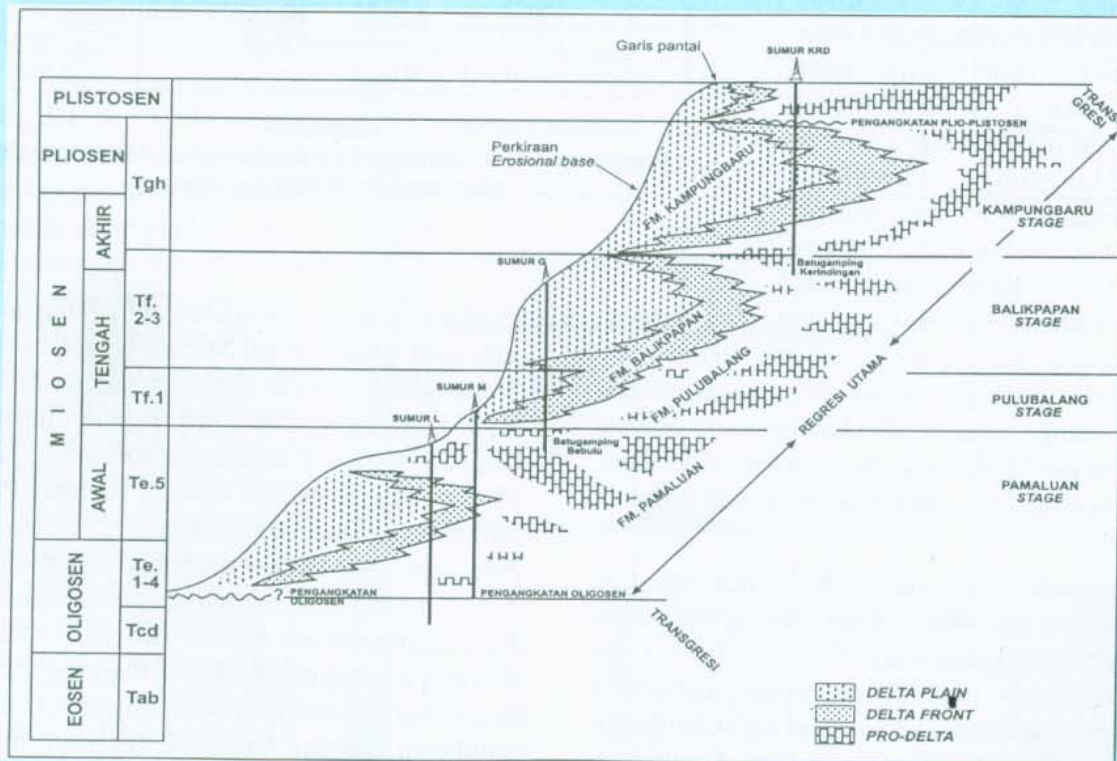 Garis pantai
SUMUR KRD
TRANS-
GRESI
PLISTOSEN
PENGANGKATAN PLIO-PLISTOSEN
Perkiraan
Erosional base
PLIOSEN
Tgh
FM. KAMPUNGBARU
KAMPUNGBARU
STAGE
AKHIR
SUMUR G
Batugamping
Kerindingan
MIOSEN
TENGAH
Tf.
2-3
FM. BALIKPAPAN
BALIKPAPAN
STAGE
SUMUR M
Tf.1
FM. PULUBALANG
REGRESI UTAMA
PULUBALANG
STAGE
SUMUR L
Batugamping
Bebulu
AWAL
Te.5
FM. PAMALUAN
PAMALUAN
STAGE
Te.
1-4
? PENGANGKATAN
OLIGOSEN
PENGANGKATAN OLIGOSEN
OLIGOSEN
Tcd
TRANSGRESI
EOSEN
Tab
DELTA PLAIN
DELTA FRONT
PRO-DELTA